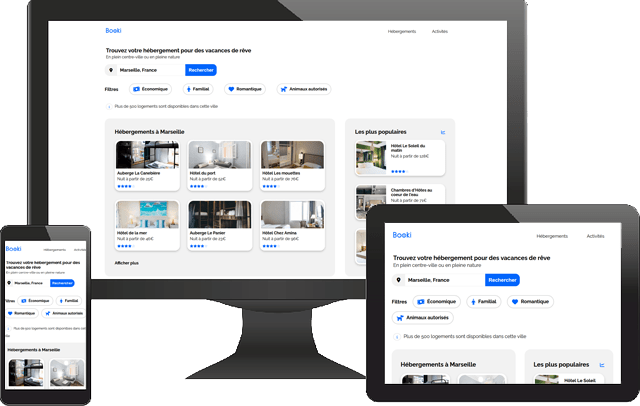 Booki
Hébergements
Activités
Trouvez votre hébergement pour des vacances de rêve
En plein centre-ville ou en pleine nature
Marseille, France
Rechercher
Filtres
Économique
Familial
Romantique
Animaux autorisés
Plus de 500 logements sont disponibles dans cette ville
Hébergements à Marseille
Auberge La Canebière
Nuit à partir de 25€
Hôtel du port
Nuit à partir de 52€
Hôtel Les mouettes
Nuit à partir de 76€
Hôtel de la mer
Nuit à partir de 46€
Auberge Le Panier
Nuit à partir de 23€
Hôtel Chez Amina
Nuit à partir de 96€
Afficher plus
Les plus populaires
Hôtel Le Soleil du
matin
Nuit à partir de 128€
Chambres d'Hôtes au
coeur de l'eau
Nuit à partir de 71€
Booki
Hébergements
Activités
Trouvez votre hébergement pour des
vacances de rêve
En plein centre-ville ou en pleine nature
Marseille, France
Rechercher
Filtres
Économique
Familial
Romantique
Animaux autorisés
Plus de 500 logements sont disponibles dans cette
Hébergements à Marseille
Booki
Hébergements
Activités
Trouvez votre hébergement pour des vacances de rêve
En plein centre-ville ou en pleine nature
Marseille, France
Rechercher
Filtres
Économique
Familial
Romantique
Animaux autorisés
Plus de 500 logements sont disponibles dans cette ville
Hébergements à Marseille
Les plus populaires
Hôtel Le Soleil